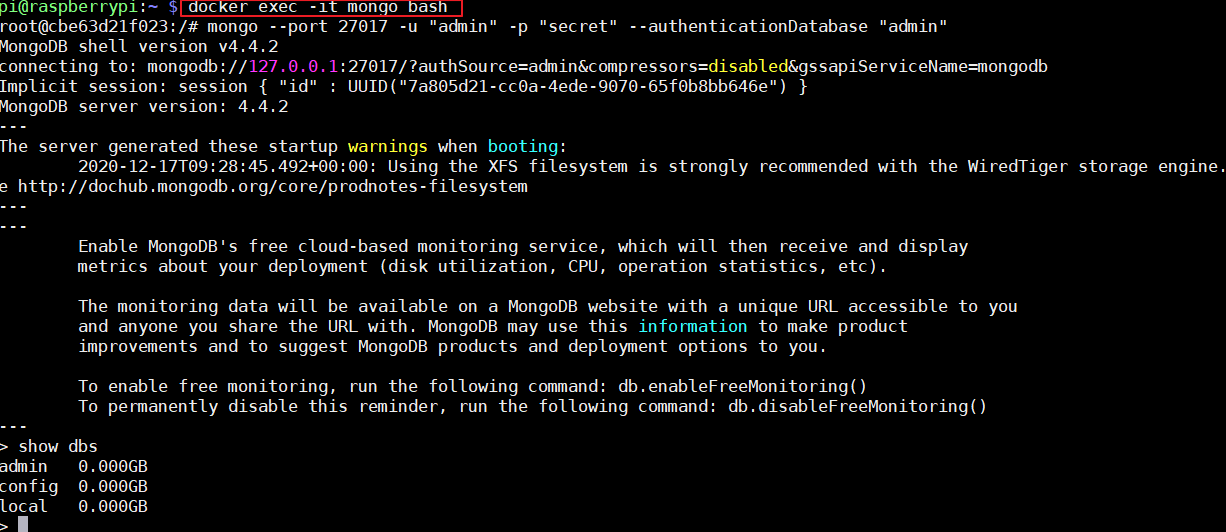 pi@raspberrypi:~ $ docker exec -it mongo bash
root@cbe63d21f023:/# mongo --port 27017 -u "admin" -p "secret" --authenticationDatabase "admin"
MongoDB shell version v4.4.2
connecting to: mongodb://127.0.0.1:27017/?authSource=admin&compressors=disabled&gssapiServiceName=mongodb
Implicit session: session { "id" : UUID("7a805d21-cc0a-4ede-9070-65f0b8bb646e") }
MongoDB server version: 4.4.2
---
The server generated these startup warnings when booting:
        2020-12-17T09:28:45.492+00:00: Using the XFS filesystem is strongly recommended with the WiredTiger storage engine.
e http://dochub.mongodb.org/core/prodnotes-filesystem
---
---
        Enable MongoDB's free cloud-based monitoring service, which will then receive and display
        metrics about your deployment (disk utilization, CPU, operation statistics, etc).

        The monitoring data will be available on a MongoDB website with a unique URL accessible to you
        and anyone you share the URL with. MongoDB may use this information to make product
        improvements and to suggest MongoDB products and deployment options to you.

        To enable free monitoring, run the following command: db.enableFreeMonitoring()
        To permanently disable this reminder, run the following command: db.disableFreeMonitoring()
---
> show dbs
admin   0.000GB
config  0.000GB
local   0.000GB
>